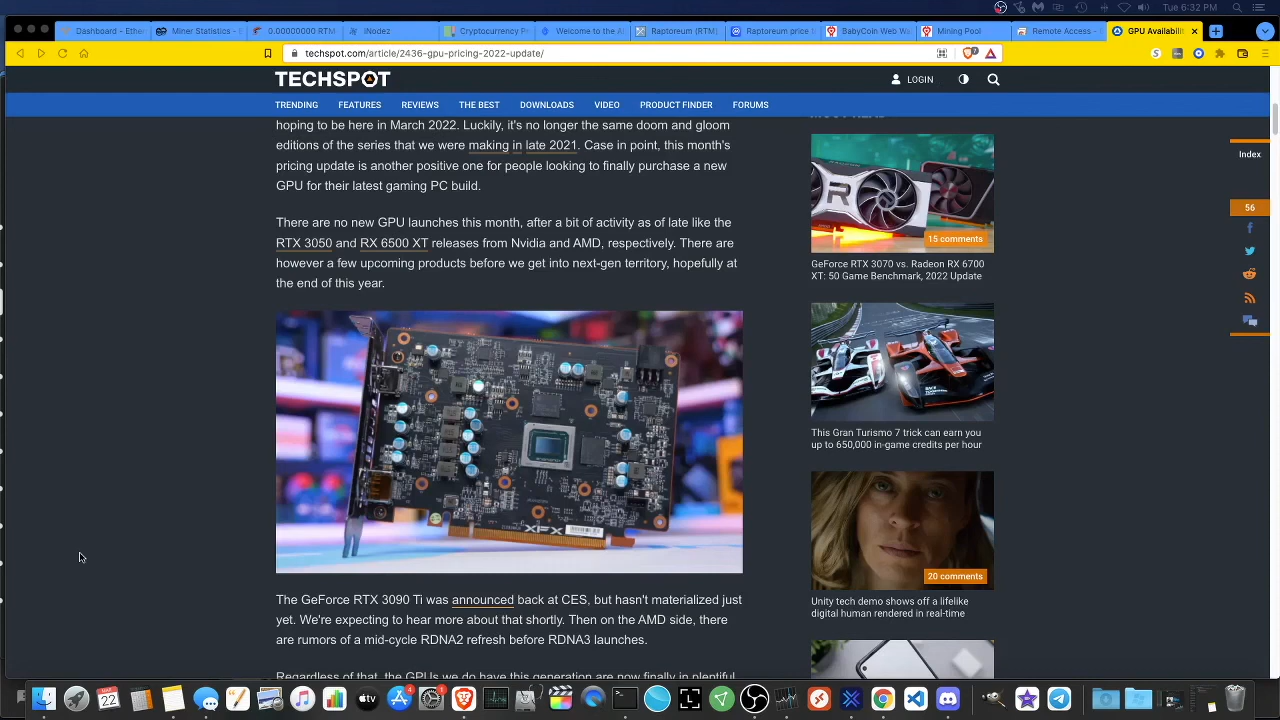 Tue 6:32 PM
Dashboard - Ether
Miner Statistics - E
0.00000000 RTM
iNodez
Cryptocurrency Pr
Welcome to the Al
Raptoreum (RTM)
Raptoreum price t
BabyCoin Web Wa
Mining Pool
Remote Access -
GPU Availabili
techspot.com/article/2436-gpu-pricing-2022-update/
7
TECHSPOT
LOGIN
TRENDING
FEATURES
REVIEWS
THE BEST
DOWNLOADS
VIDEO
PRODUCT FINDER
FORUMS
hoping to be here in March 2022. Luckily, it's no longer the same doom and gloom
editions of the series that we were making in late 2021. Case in point, this month's
pricing update is another positive one for people looking to finally purchase a new
GPU for their latest gaming PC build.
There are no new GPU launches this month, after a bit of activity as of late like the
RTX 3050 and RX 6500 XT releases from Nvidia and AMD, respectively. There are
however a few upcoming products before we get into next-gen territory, hopefully at
the end of this year.
XFX
The GeForce RTX 3090 Ti was announced back at CES, but hasn't materialized just
yet. We're expecting to hear more about that shortly. Then on the AMD side, there
are rumors of a mid-cycle RDNA2 refresh before RDNA3 launches.
Regardless of that, the GPUs we do have this generation are now finally in plentiful
15 comments
GeForce RTX 3070 vs. Radeon RX 6700
XT: 50 Game Benchmark, 2022 Update
This Gran Turismo 7 trick can earn you
up to 650,000 in-game credits per hour
20 comments
Unity tech demo shows off a lifelike
digital human rendered in real-time
Index
56
22
tv
4
1